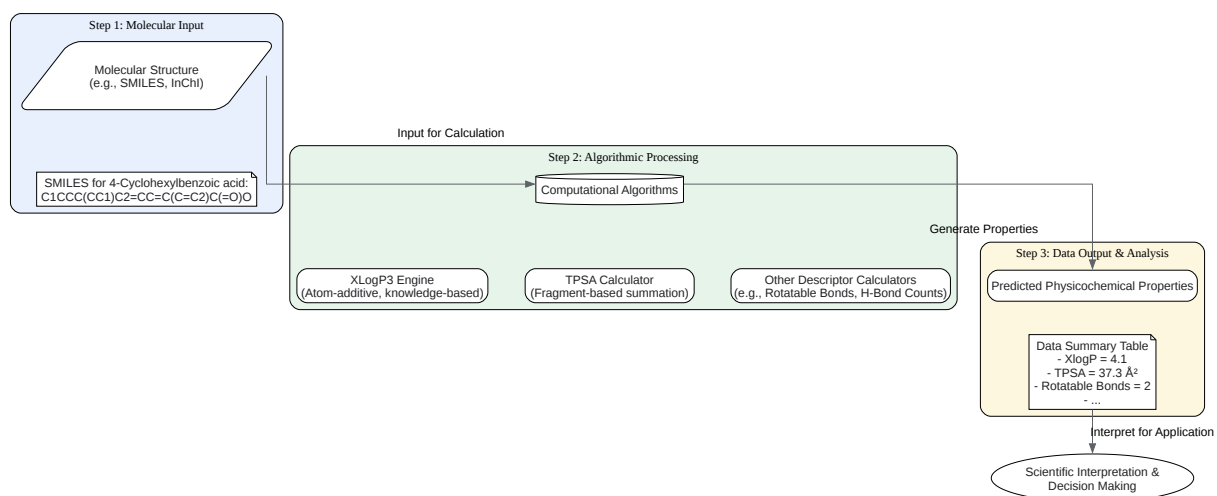 Step 1: Molecular Input
Molecular Structure
(e.g., SMILES, InChI)
SMILES for 4-Cyclohexylbenzoic acid:
C1CCC(CC1)C2=CC=C(C=C2)C(=O)O
Input for Calculation
Step 2: Algorithmic Processing
Computational Algorithms
XLogP3 Engine
(Atom-additive, knowledge-based)
TPSA Calculator
(Fragment-based summation)
Other Descriptor Calculators
(e.g., Rotatable Bonds, H-Bond Counts)
Generate Properties
Step 3: Data Output & Analysis
Predicted Physicochemical Properties
Data Summary Table
- XlogP = 4.1
- TPSA = 37.3 Å²
- Rotatable Bonds = 2
- ...
Interpret for Application
Scientific Interpretation &
Decision Making